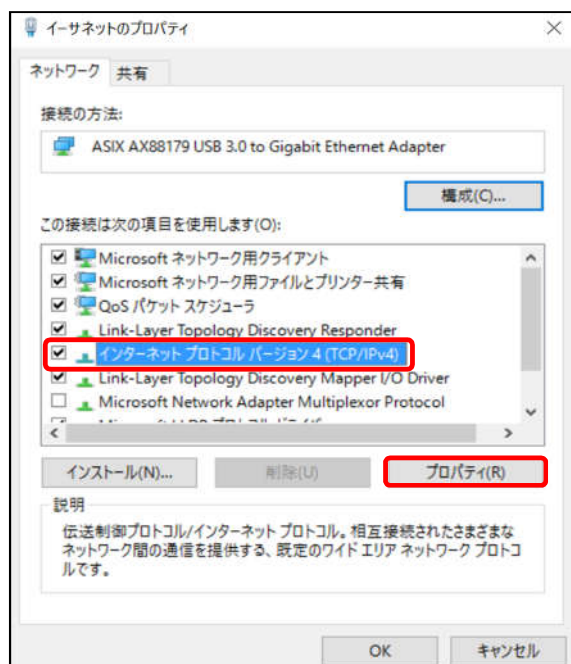 イーサネットのプロパティ
ネットワーク 共有
接続の方法:
ASIX AX88179 USB 3.0 to Gigabit Ethernet Adapter
構成(C)...
この接続は次の項目を使用します(O):
Microsoft ネットワーク用クライアント
Microsoft ネットワーク用ファイルとプリンター共有
QoS パケット スケジューラ
Link-Layer Topology Discovery Responder
インターネット プロトコル バージョン 4 (TCP/IPv4)
Link-Layer Topology Discovery Mapper I/O Driver
Microsoft Network Adapter Multiplexor Protocol
インストール(N)... 削除(U) プロパティ(R)
説明
伝送制御プロトコル/インターネット プロトコル。相互接続されたさまざまな
ネットワーク間の通信を提供する、既定のワイド エリア ネットワーク プロトコ
ルです。
OK キャンセル